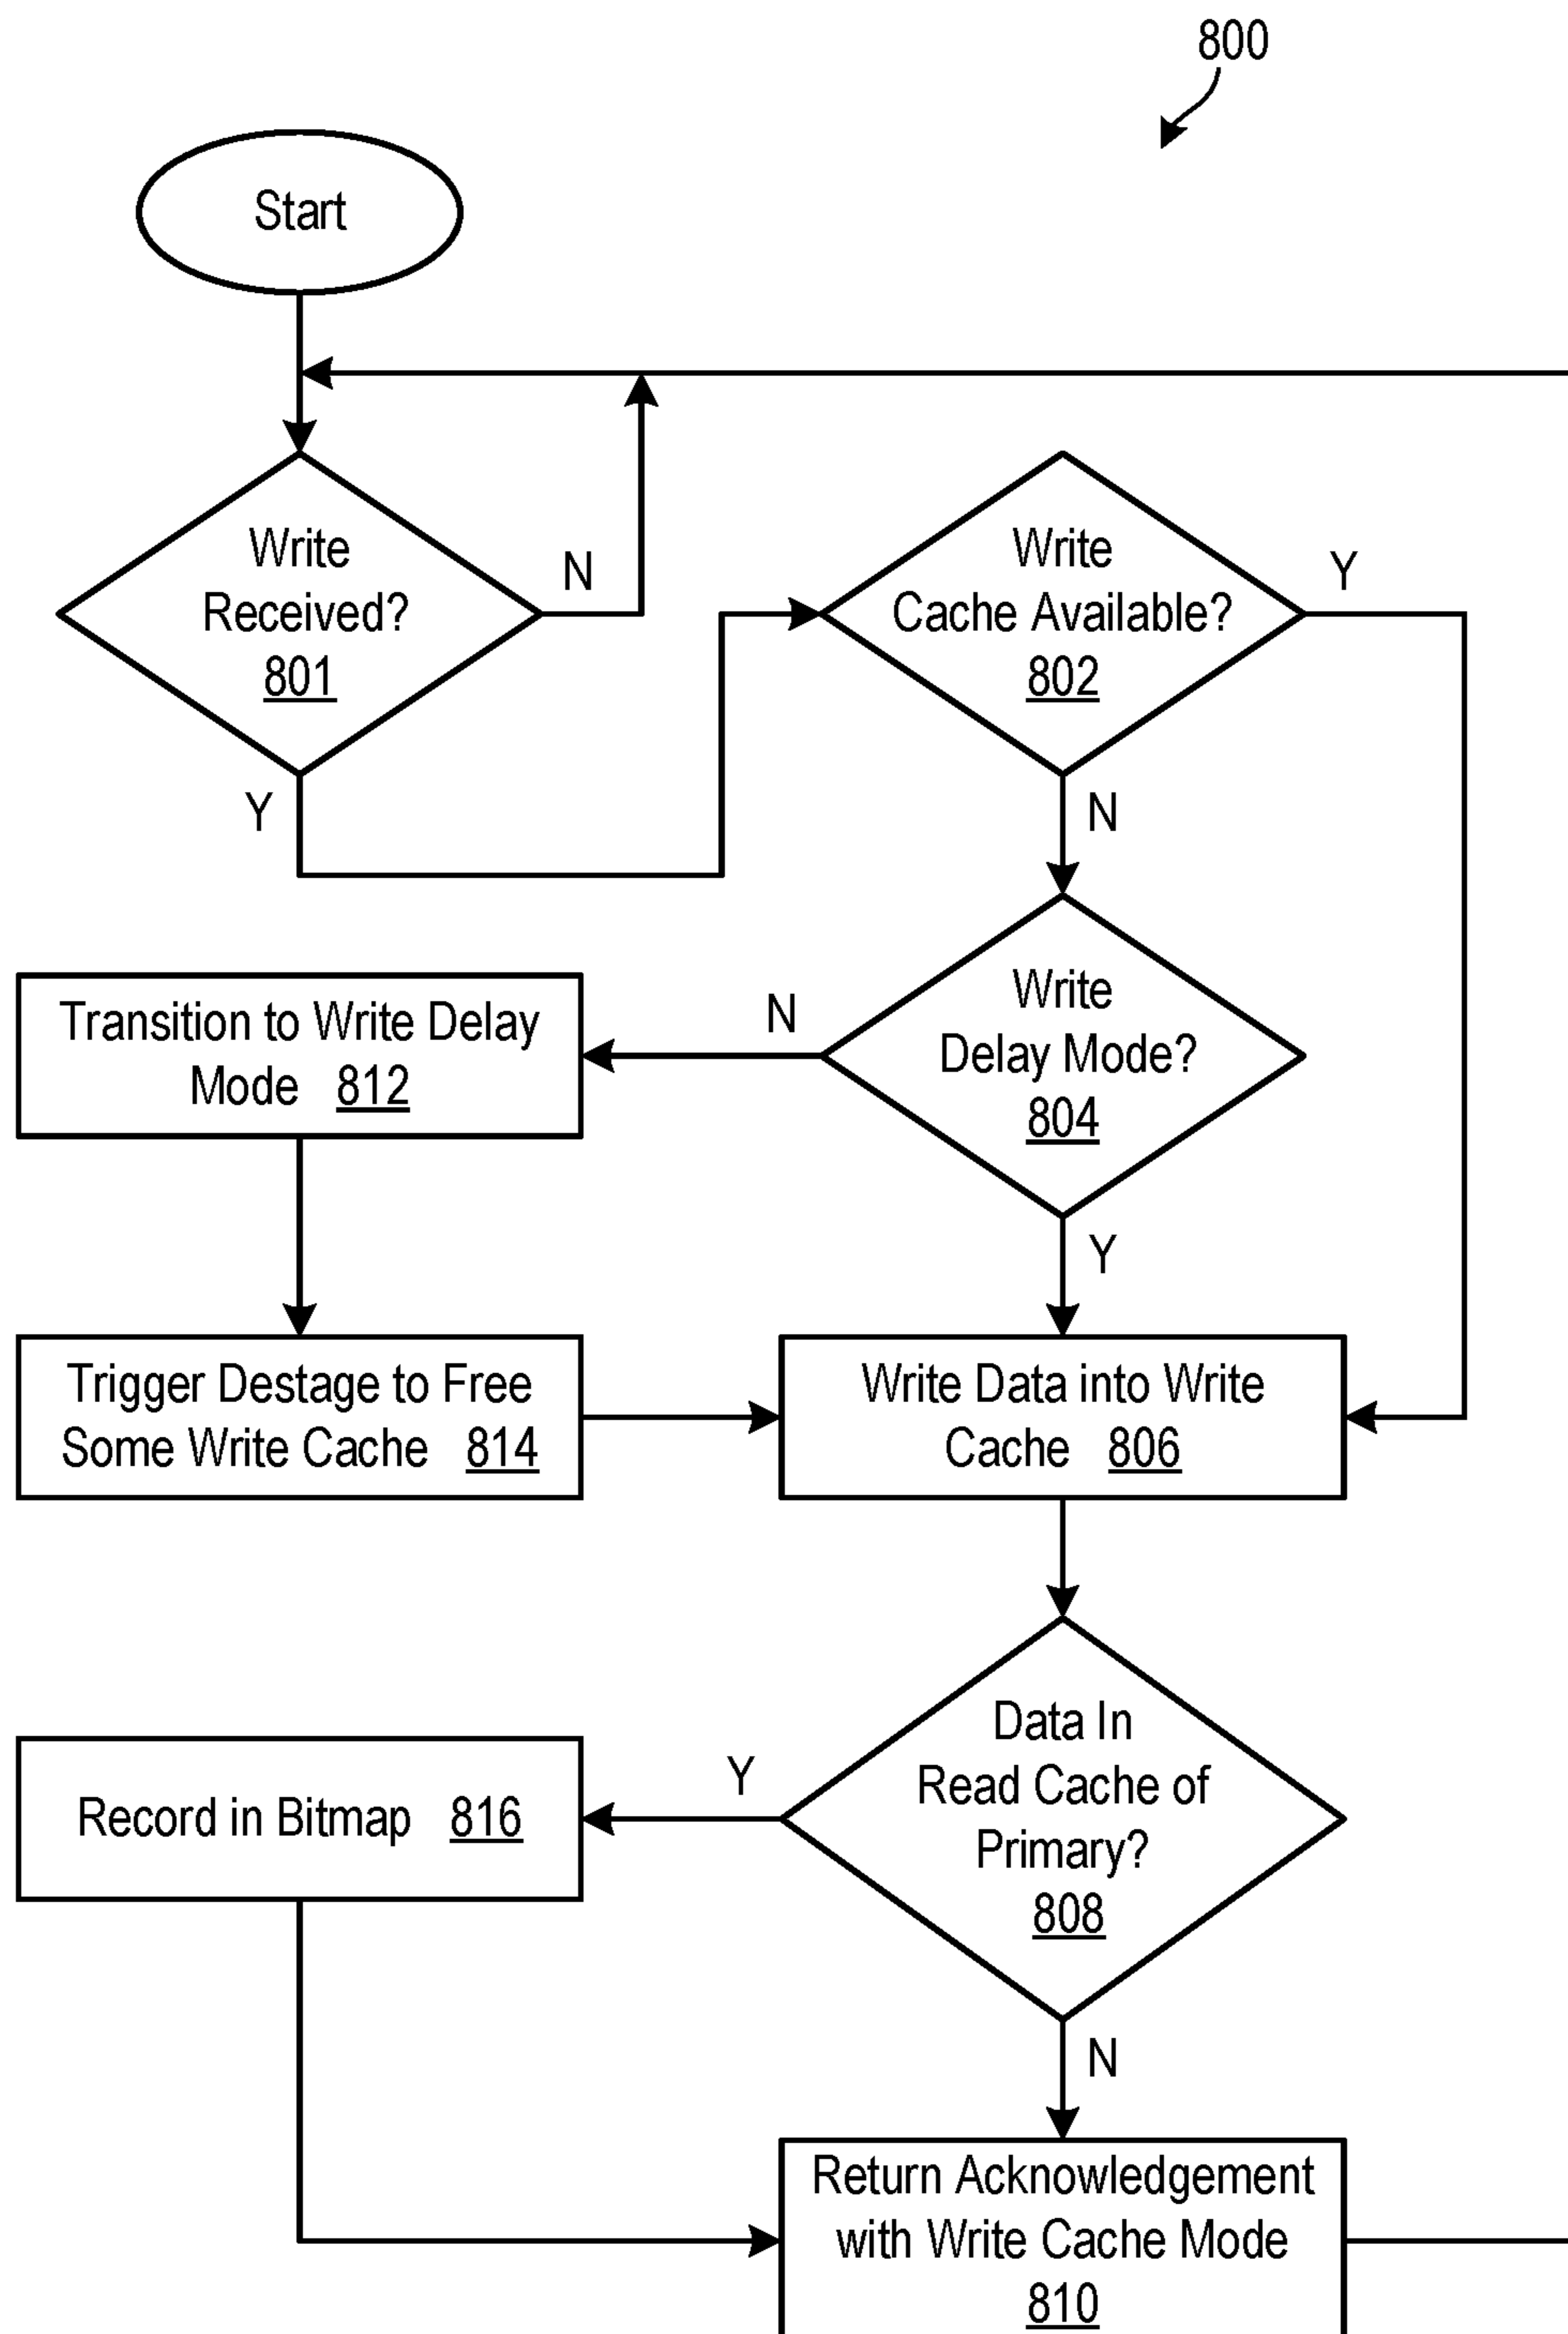 800
Start
Write
Received?
801
N
Y
Write
Cache Available?
802
Y
N
Write
Delay Mode?
804
N
Y
Transition to Write Delay
Mode 812
Trigger Destage to Free
Some Write Cache 814
Write Data into Write
Cache 806
Data In
Read Cache of
Primary?
808
Y
N
Record in Bitmap 816
Return Acknowledgement
with Write Cache Mode
810